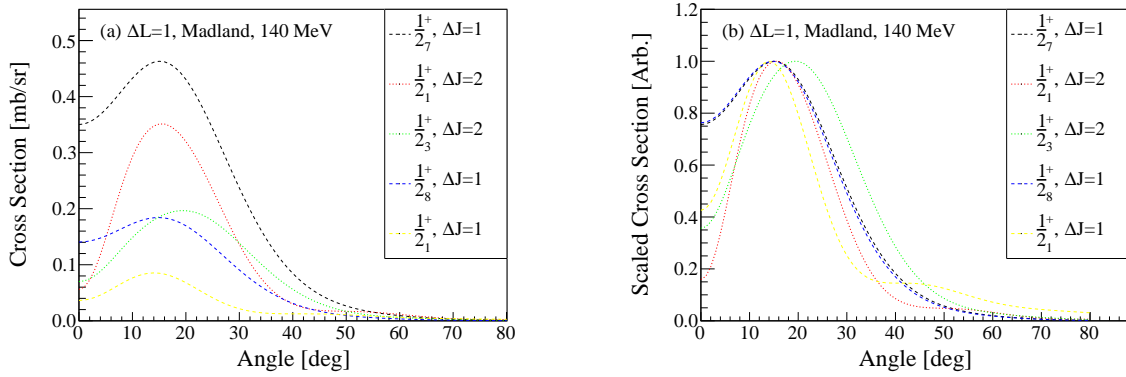 (a) ΔL=1, Madland, 140 MeV
Cross Section [mb/sr]
0.5
0.4
0.3
0.2
0.1
0.0
0 10 20 30 40 50 60 70 80
Angle [deg]
1/2⁺₇, ΔJ=1
1/2⁺₁, ΔJ=2
1/2⁺₃, ΔJ=2
1/2⁺₈, ΔJ=1
1/2⁺₁, ΔJ=1
(b) ΔL=1, Madland, 140 MeV
Scaled Cross Section [Arb.]
1.2
1.0
0.8
0.6
0.4
0.2
0.0
0 10 20 30 40 50 60 70 80
Angle [deg]
1/2⁺₇, ΔJ=1
1/2⁺₁, ΔJ=2
1/2⁺₃, ΔJ=2
1/2⁺₈, ΔJ=1
1/2⁺₁, ΔJ=1